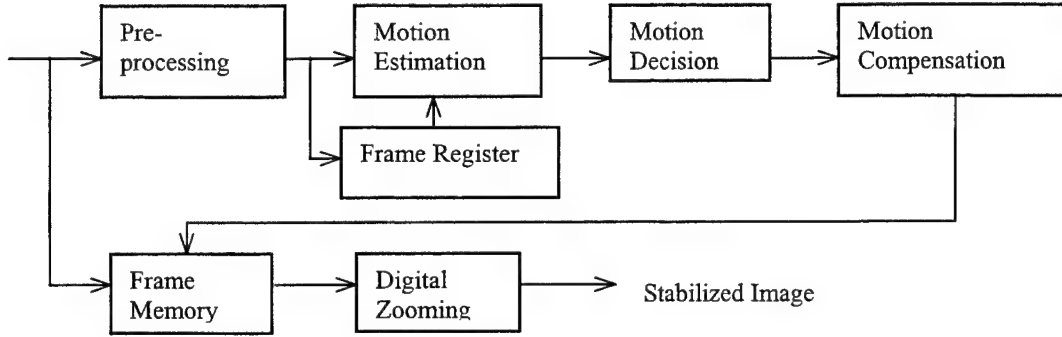 Pre-
processing
Motion
Estimation
Motion
Decision
Motion
Compensation
Frame Register
Frame
Memory
Digital
Zooming
Stabilized Image